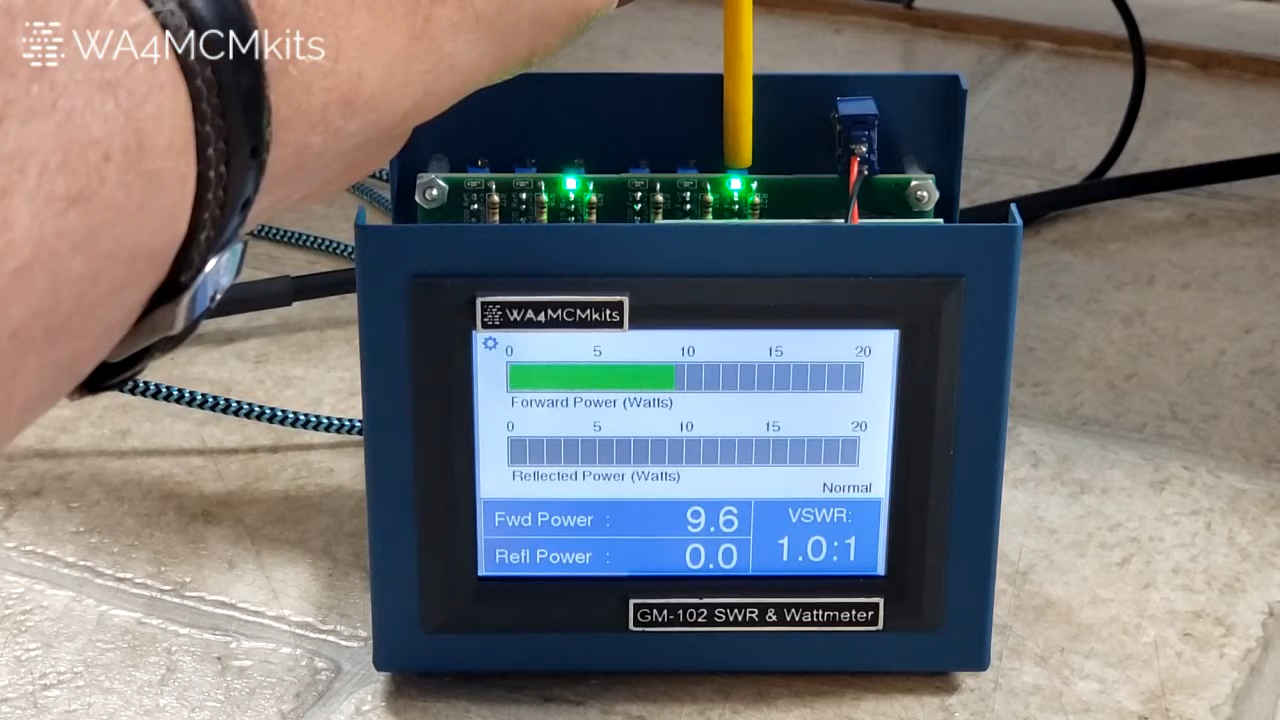 WA4MCMkits
WA4MCMkits
0 5 10 15 20
Forward Power (Watts)
0 5 10 15 20
Reflected Power (Watts)
Normal
Fwd Power : 9.6
VSWR:
Refl Power : 0.0
1.0:1
GM-102 SWR & Wattmeter